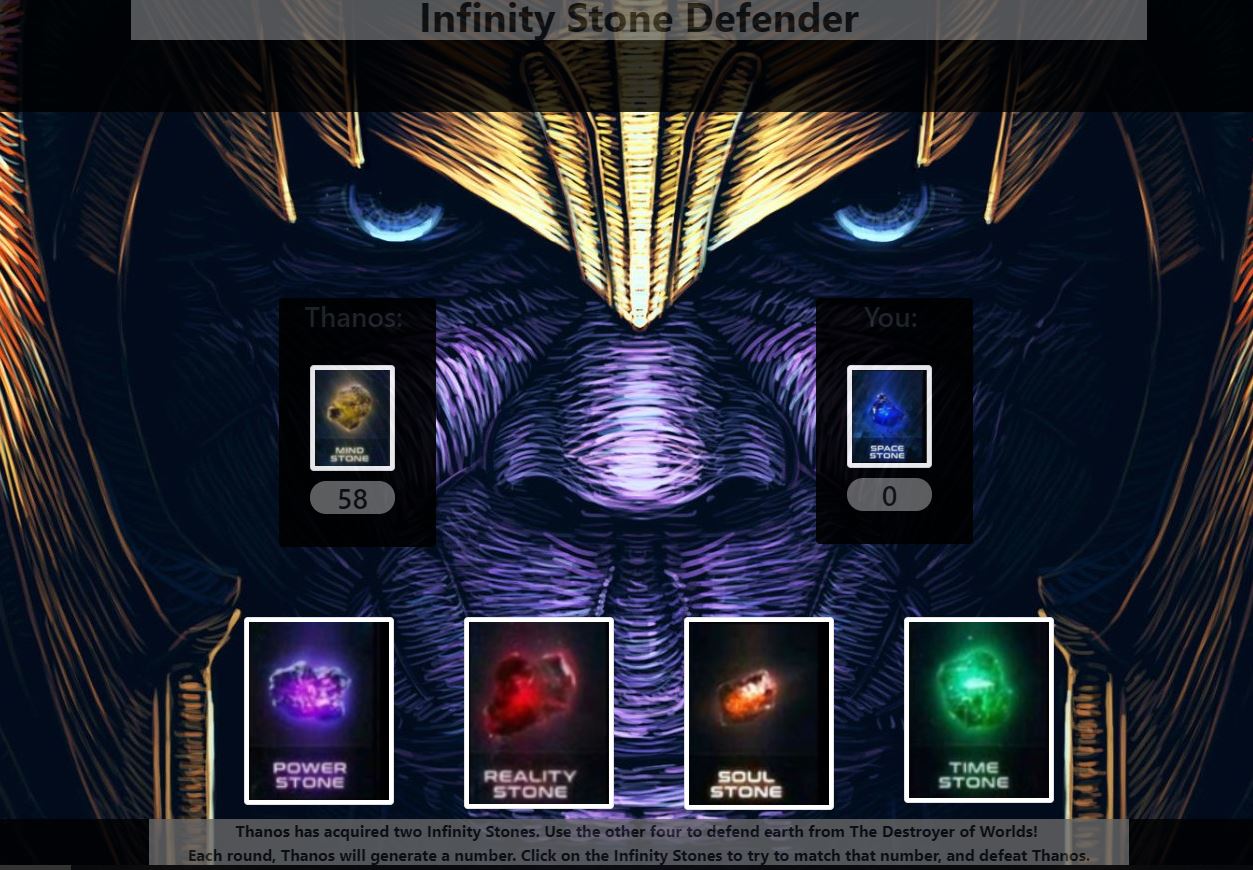 Infinity Stone Defender
Thanos:
You:
MIND
STONE
SPACE
STONE
58
0
POWER
STONE
REALITY
STONE
SOUL
STONE
TIME
STONE
Thanos has acquired two Infinity Stones. Use the other four to defend earth from The Destroyer of Worlds!
Each round, Thanos will generate a number. Click on the Infinity Stones to try to match that number, and defeat Thanos.